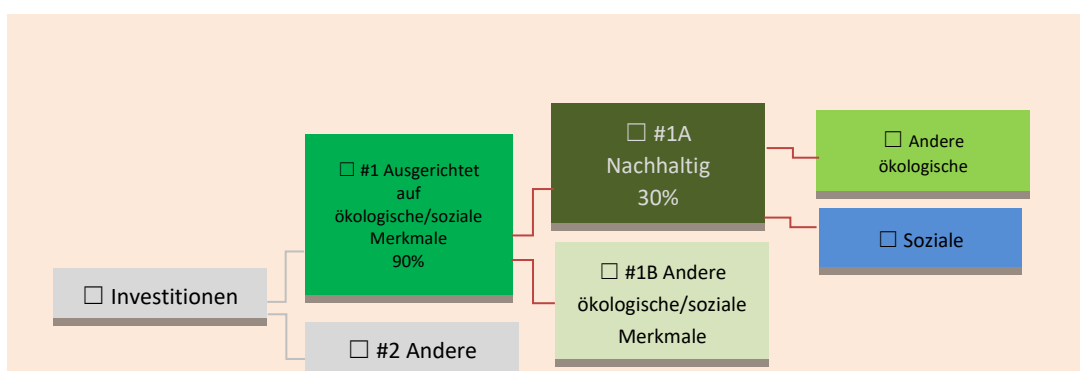 ☐ Investitionen
☐ #1 Ausgerichtet
auf
ökologische/soziale
Merkmale
90%
☐ #2 Andere
☐ #1A
Nachhaltig
30%
☐ #1B Andere
ökologische/soziale
Merkmale
☐ Andere
ökologische
☐ Soziale